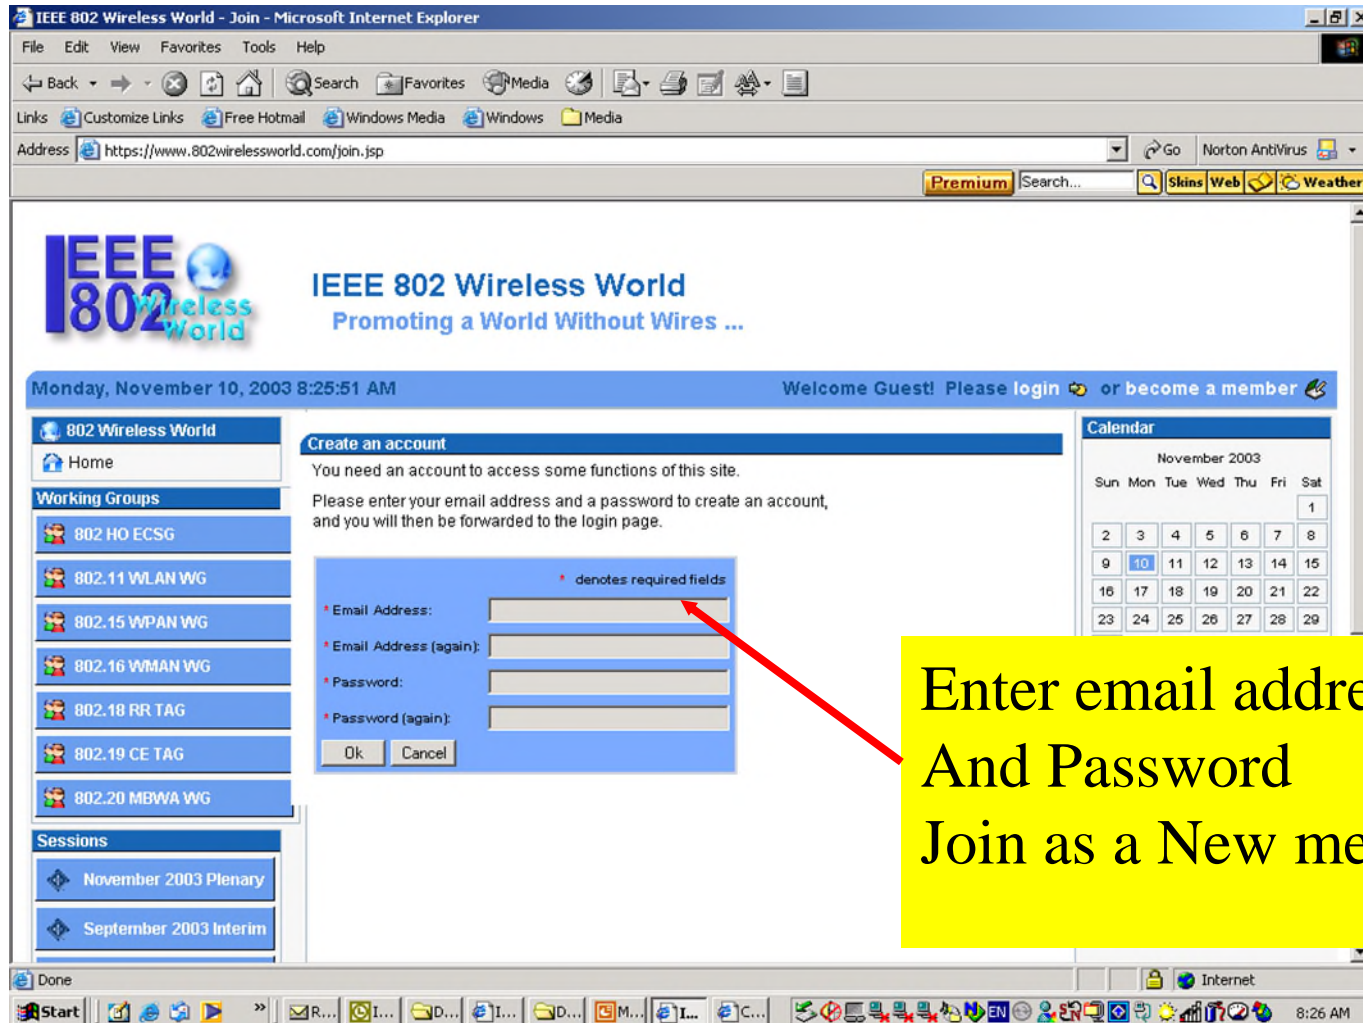 IEEE 802 Wireless World - Join - Microsoft Internet Explorer
File Edit View Favorites Tools Help
Back Search Favorites Media
Links Customize Links Free Hotmail Windows Media Windows Media
Address https://www.802wirelessworld.com/join.jsp Go Norton AntiVirus
Premium Search... Skins Web Weather
IEEE
802
Wireless
World
IEEE 802 Wireless World
Promoting a World Without Wires ...
Monday, November 10, 2003 8:25:51 AM Welcome Guest! Please login or become a member
802 Wireless World
Home
Working Groups
802 HO ECSG
802.11 WLAN WG
802.15 WPAN WG
802.16 WMAN WG
802.18 RR TAG
802.19 CE TAG
802.20 MBWA WG
Sessions
November 2003 Plenary
September 2003 Interim
Create an account
You need an account to access some functions of this site.
Please enter your email address and a password to create an account,
and you will then be forwarded to the login page.
* denotes required fields
* Email Address:
* Email Address (again):
* Password:
* Password (again):
Ok Cancel
Calendar
November 2003
Sun Mon Tue Wed Thu Fri Sat
1
2 3 4 5 6 7 8
9 10 11 12 13 14 15
16 17 18 19 20 21 22
23 24 25 26 27 28 29
Enter email addre
And Password
Join as a New me
Done Internet
Start R... I... D... I... D... M... I... C... EN 8:26 AM